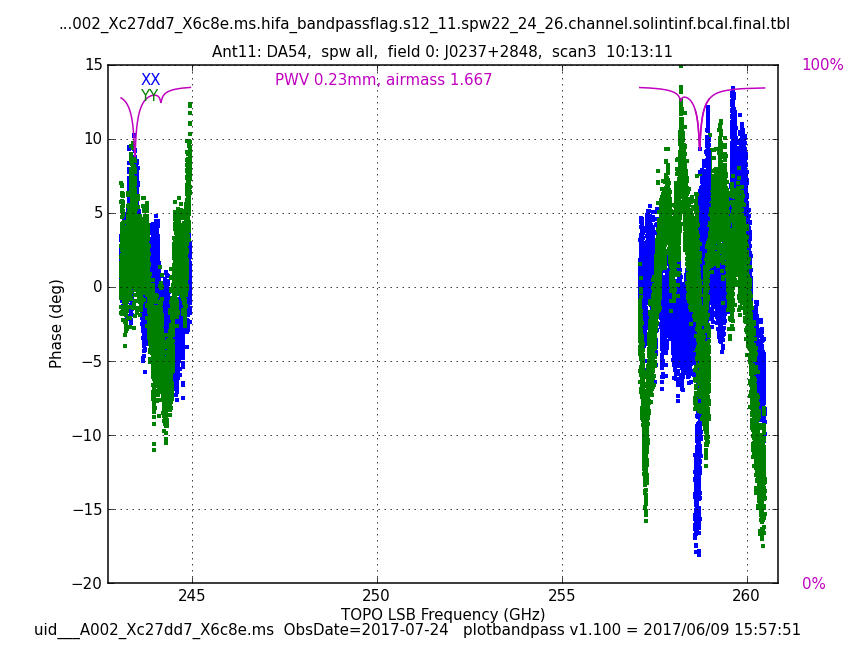 ...002_Xc27dd7_X6c8e.ms.hifa_bandpassflag.s12_11.spw22_24_26.channel.solintinf.bcal.final.tbl
Ant11: DA54,  spw all,  field 0: J0237+2848,  scan3  10:13:11
15
100%
XX
PWV 0.23mm, airmass 1.667
YY
10
5
0
−5
−10
−15
−20
0%
Phase (deg)
245
250
255
260
TOPO LSB Frequency (GHz)
uid___A002_Xc27dd7_X6c8e.ms  ObsDate=2017-07-24   plotbandpass v1.100 = 2017/06/09 15:57:51